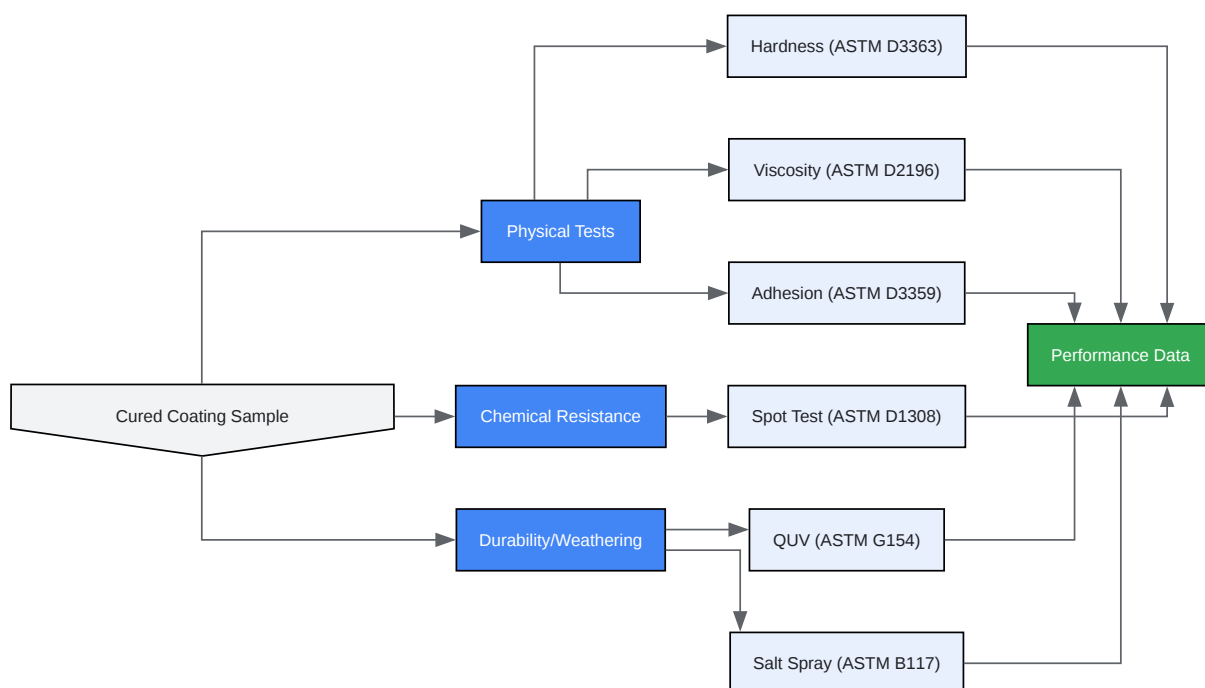 Hardness (ASTM D3363)
Viscosity (ASTM D2196)
Physical Tests
Adhesion (ASTM D3359)
Performance Data
Cured Coating Sample
Chemical Resistance
Spot Test (ASTM D1308)
Durability/Weathering
QUV (ASTM G154)
Salt Spray (ASTM B117)